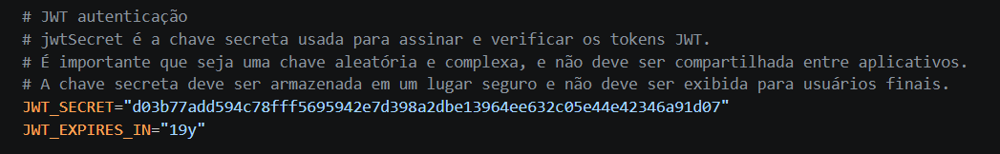 # JWT autenticação
# jwtSecret é a chave secreta usada para assinar e verificar os tokens JWT.
# É importante que seja uma chave aleatória e complexa, e não deve ser compartilhada entre aplicativos.
# A chave secreta deve ser armazenada em um lugar seguro e não deve ser exibida para usuários finais.
JWT_SECRET="d03b77add594c78fff5695942e7d398a2dbe13964ee632c05e44e42346a91d07"
JWT_EXPIRES_IN="19y"